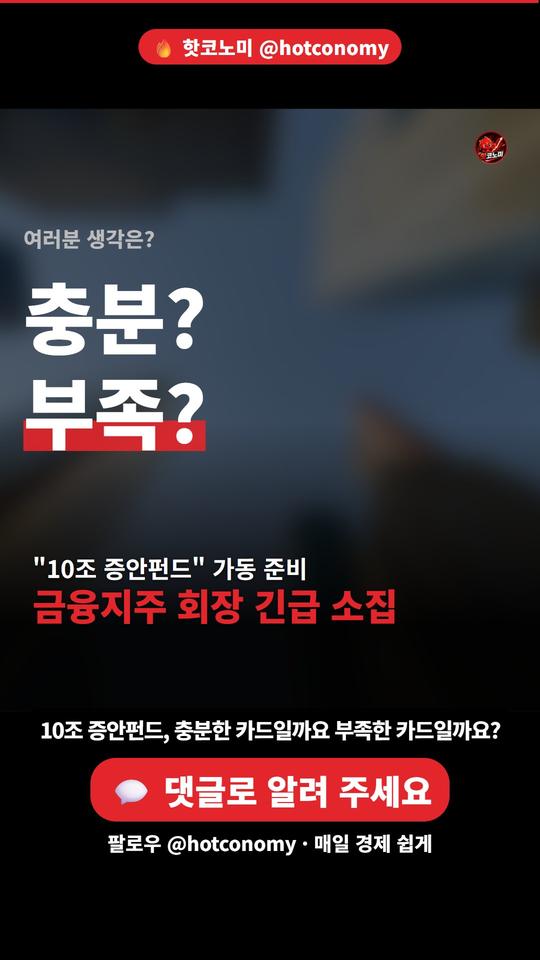 핫코노미 @hotconomy
코노미
여러분 생각은?
충분?
부족?
"10조 증안펀드" 가동 준비
금융지주 회장 긴급 소집
10조 증안펀드, 충분한 카드일까요 부족한 카드일까요?
댓글로 알려 주세요
팔로우 @hotconomy · 매일 경제 쉽게